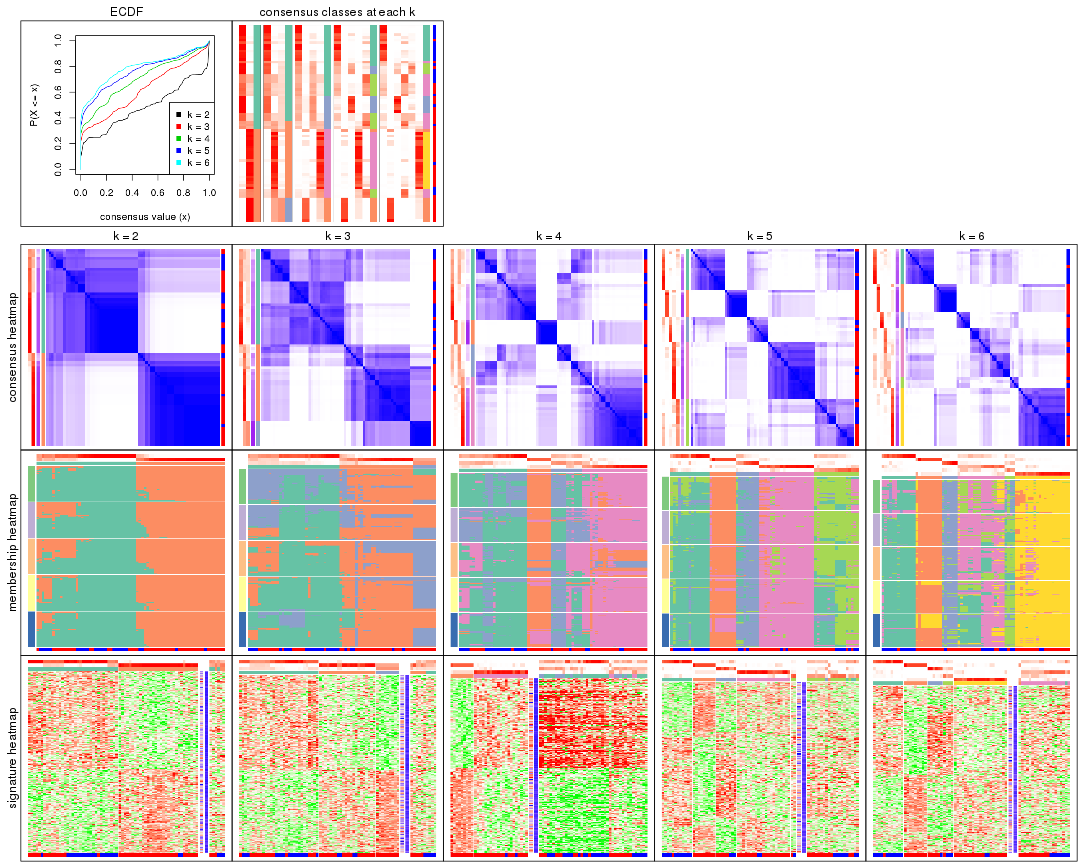 ECDF
consensus classes at each k
P(X <= x)
0.0 0.2 0.4 0.6 0.8 1.0
k = 2
k = 3
k = 4
k = 5
k = 6
0.0 0.2 0.4 0.6 0.8 1.0
consensus value (x)
k = 2
k = 3
k = 4
k = 5
k = 6
consensus heatmap
membership heatmap
signature heatmap